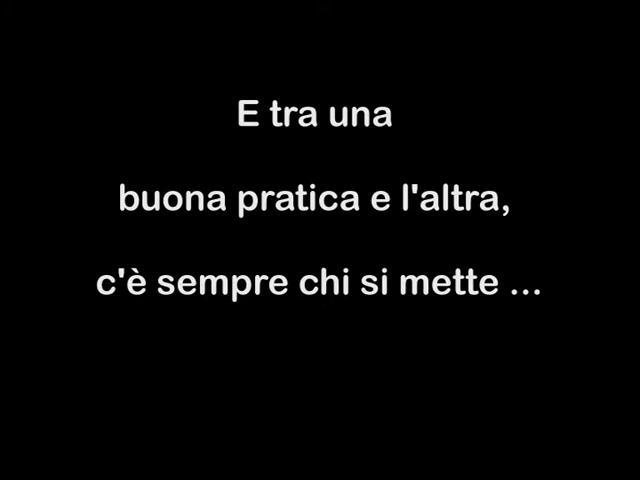 E tra una
buona pratica e l'altra,
c'è sempre chi si mette ...